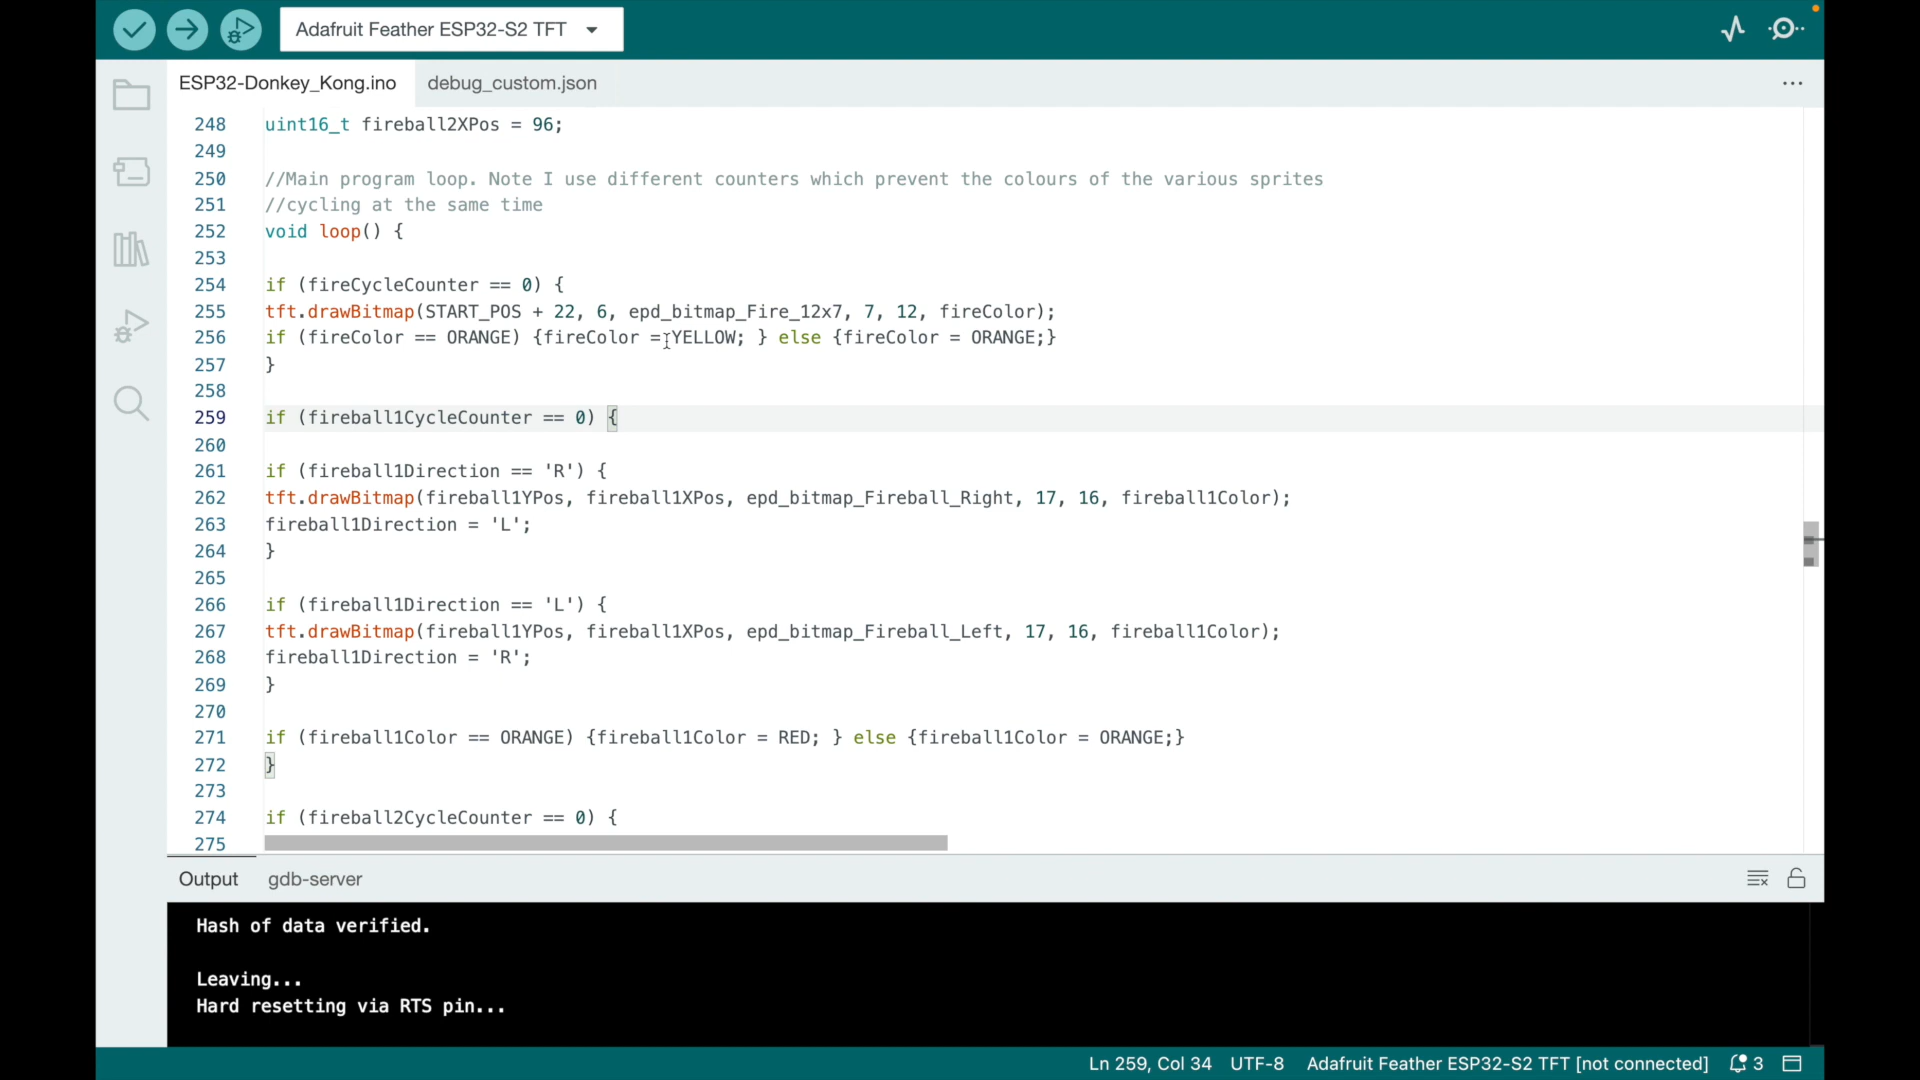 Adafruit Feather ESP32-S2 TFT
ESP32-Donkey_Kong.ino debug_custom.json
248 uint16_t fireball2XPos = 96;
249
250 //Main program loop. Note I use different counters which prevent the colours of the various sprites
251 //cycling at the same time
252 void loop() {
253
254 if (fireCycleCounter == 0) {
255 tft.drawBitmap(START_POS + 22, 6, epd_bitmap_Fire_12x7, 7, 12, fireColor);
256 if (fireColor == ORANGE) {fireColor = YELLOW; } else {fireColor = ORANGE;}
257 }
258
259 if (fireball1CycleCounter == 0) {
260
261 if (fireball1Direction == 'R') {
262 tft.drawBitmap(fireball1YPos, fireball1XPos, epd_bitmap_Fireball_Right, 17, 16, fireball1Color);
263 fireball1Direction = 'L';
264 }
265
266 if (fireball1Direction == 'L') {
267 tft.drawBitmap(fireball1YPos, fireball1XPos, epd_bitmap_Fireball_Left, 17, 16, fireball1Color);
268 fireball1Direction = 'R';
269 }
270
271 if (fireball1Color == ORANGE) {fireball1Color = RED; } else {fireball1Color = ORANGE;}
272 }
273
274 if (fireball2CycleCounter == 0) {
275
Output gdb-server
Hash of data verified.
Leaving...
Hard resetting via RTS pin...
Ln 259, Col 34 UTF-8 Adafruit Feather ESP32-S2 TFT [not connected] 3